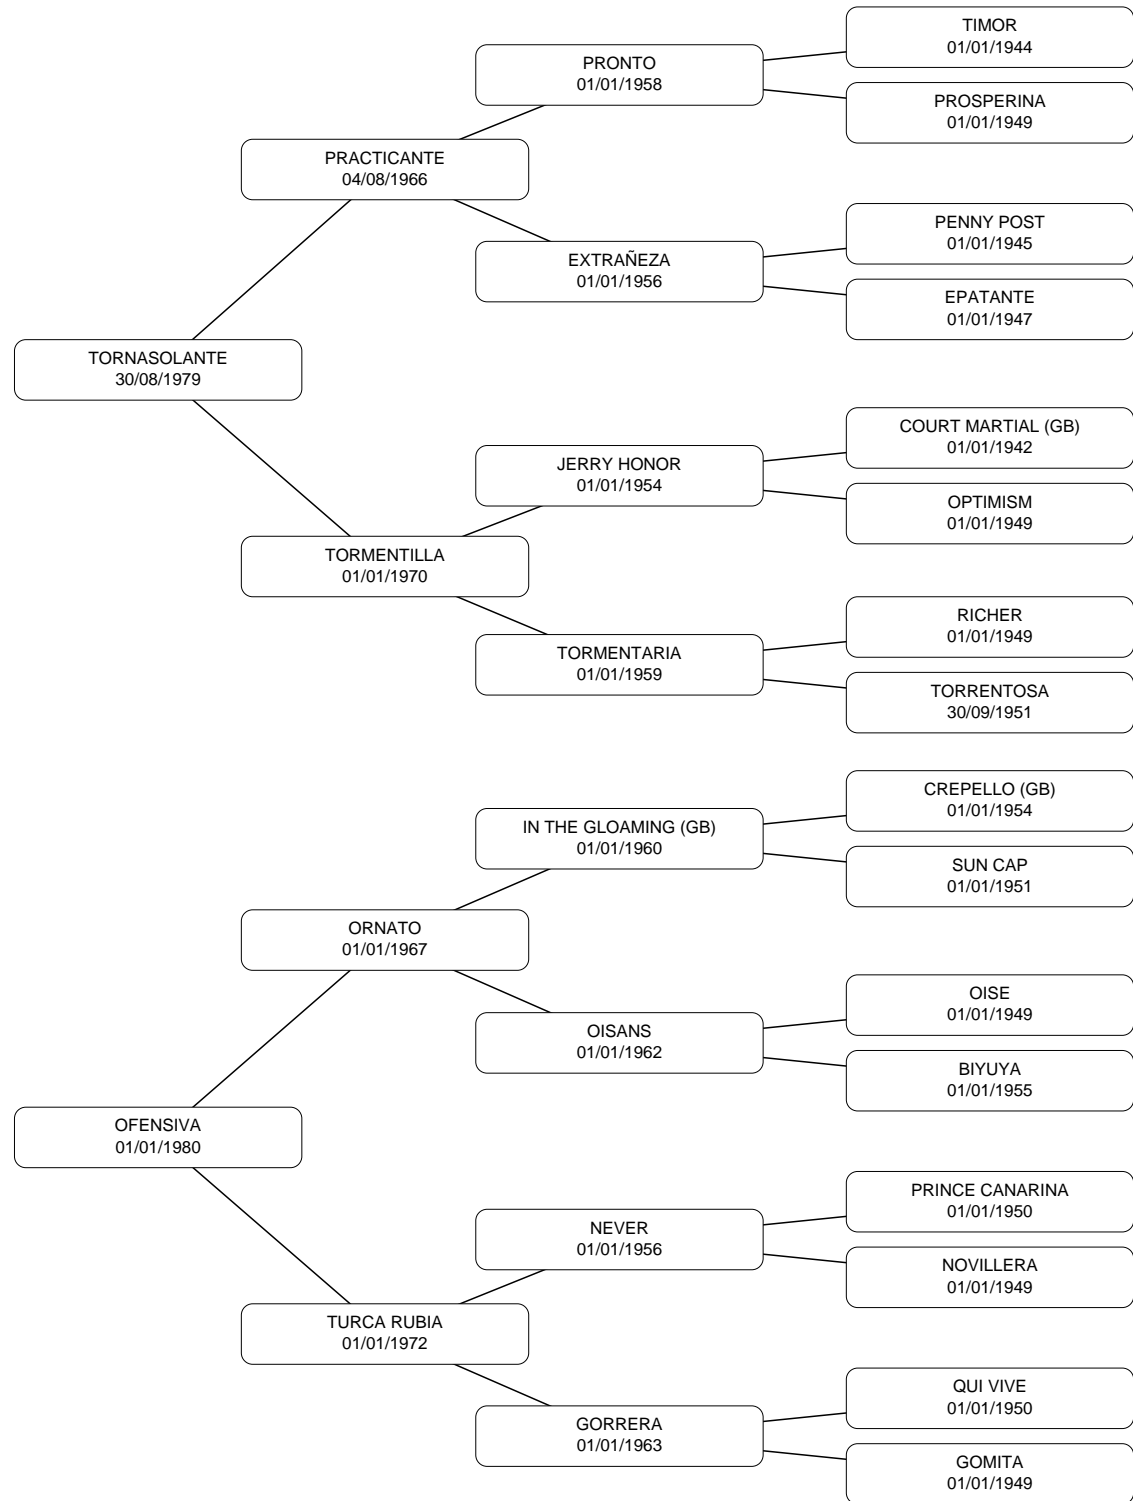 TIMOR
01/01/1944
PRONTO
01/01/1958
PROSPERINA
01/01/1949
PRACTICANTE
04/08/1966
PENNY POST
01/01/1945
EXTRAÑEZA
01/01/1956
EPATANTE
01/01/1947
TORNASOLANTE
30/08/1979
COURT MARTIAL (GB)
01/01/1942
JERRY HONOR
01/01/1954
OPTIMISM
01/01/1949
TORMENTILLA
01/01/1970
RICHER
01/01/1949
TORMENTARIA
01/01/1959
TORRENTOSA
30/09/1951
CREPELLO (GB)
01/01/1954
IN THE GLOAMING (GB)
01/01/1960
SUN CAP
01/01/1951
ORNATO
01/01/1967
OISE
01/01/1949
OISANS
01/01/1962
BIYUYA
01/01/1955
OFENSIVA
01/01/1980
PRINCE CANARINA
01/01/1950
NEVER
01/01/1956
NOVILLERA
01/01/1949
TURCA RUBIA
01/01/1972
QUI VIVE
01/01/1950
GORRERA
01/01/1963
GOMITA
01/01/1949